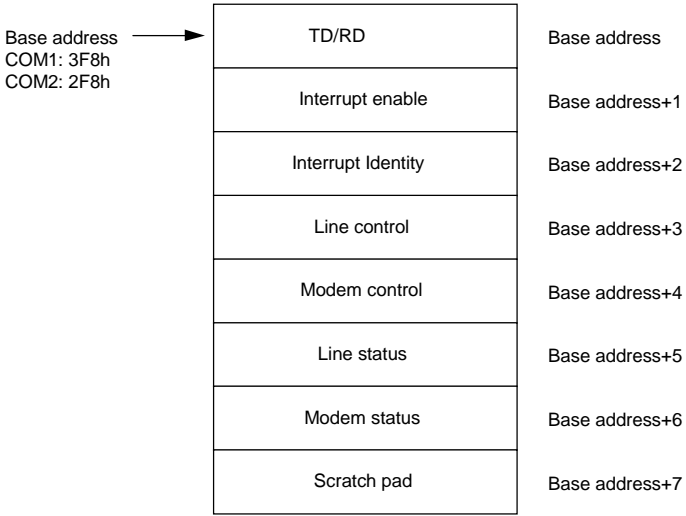 Base address
COM1: 3F8h
COM2: 2F8h
TD/RD
Base address
Interrupt enable
Base address+1
Interrupt Identity
Base address+2
Line control
Base address+3
Modem control
Base address+4
Line status
Base address+5
Modem status
Base address+6
Scratch pad
Base address+7